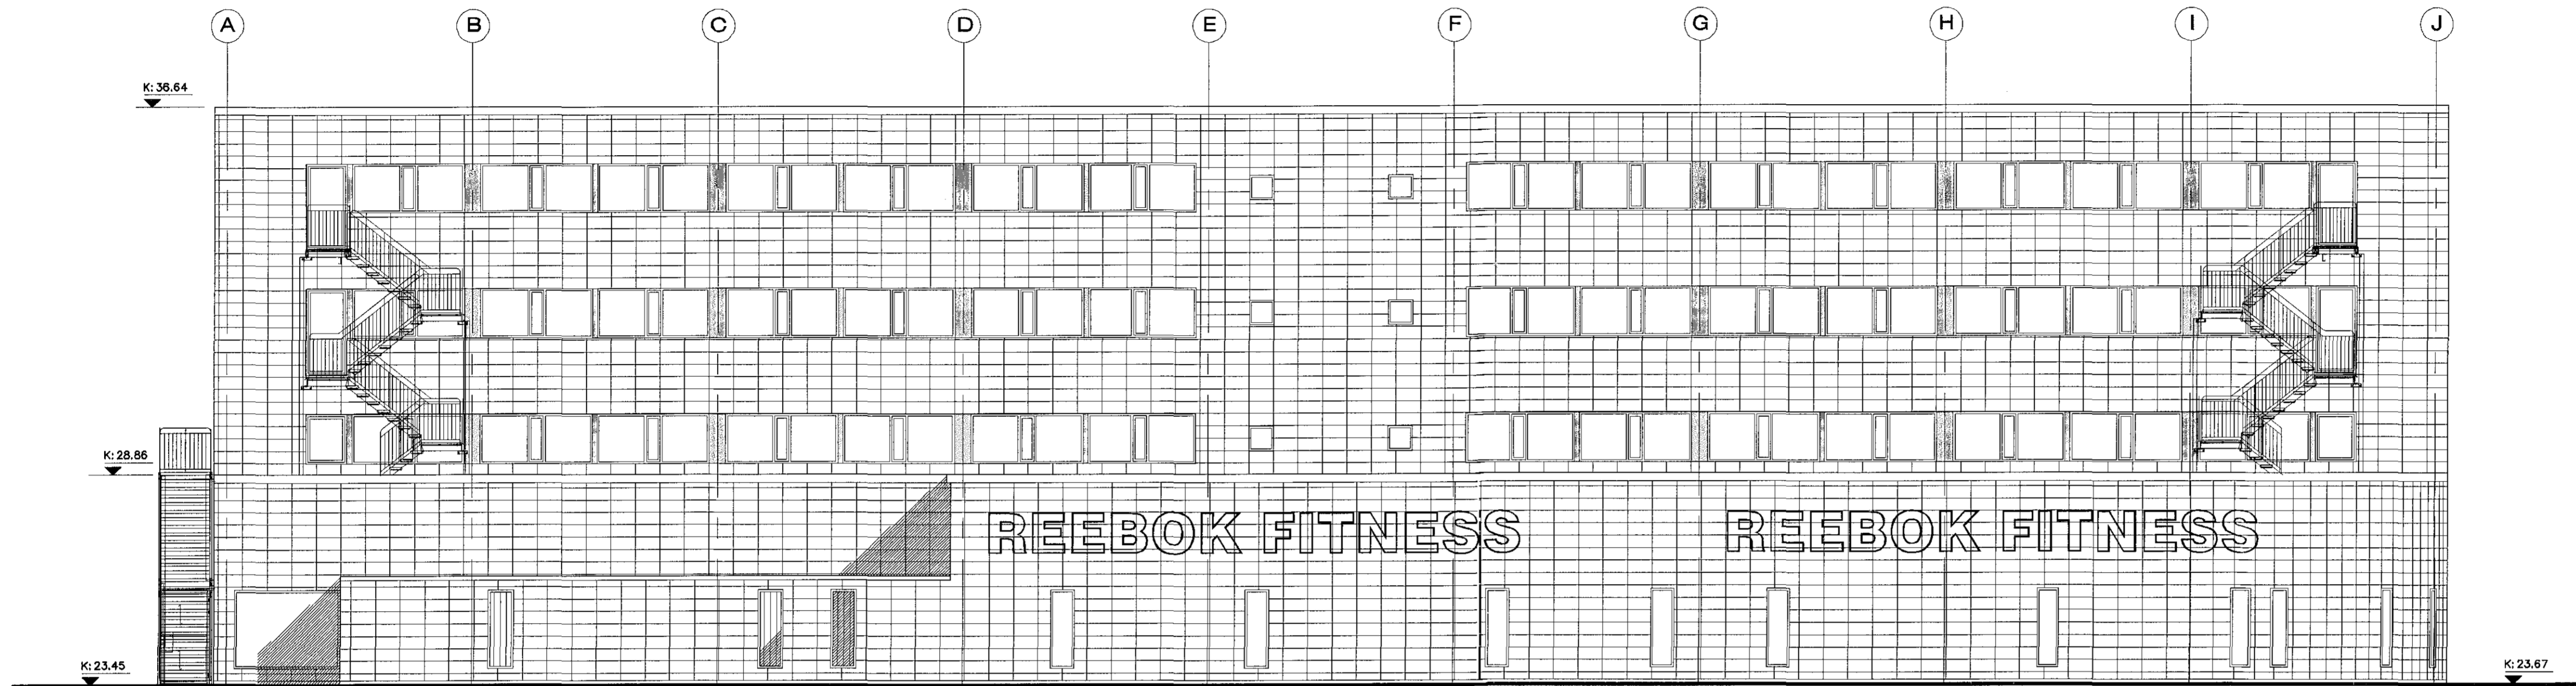 A B C D E F G H I J
K: 36.64
K: 28.86
REEBOK FITNESS REEBOK FITNESS
K: 23.45
K: 23.67